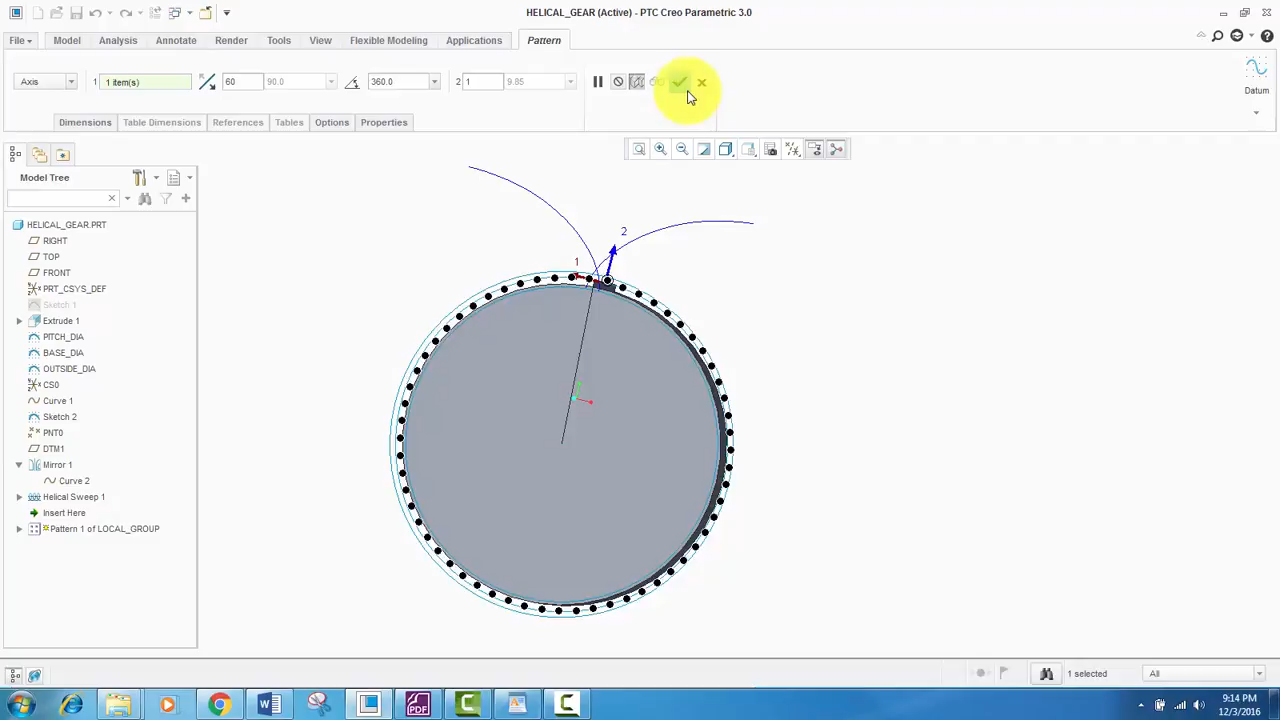 HELICAL_GEAR (Active) - PTC Creo Parametric 3.0
File Model Analysis Annotate Render Tools View Flexible Modeling Applications Pattern
Axis 1 1 item(s) 60 90.0 360.0 2 1 9.85
Datum
Dimensions Table Dimensions References Tables Options Properties
Model Tree
HELICAL_GEAR.PRT
RIGHT
TOP
FRONT
PRT_CSYS_DEF
Sketch 1
Extrude 1
PITCH_DIA
BASE_DIA
OUTSIDE_DIA
CS0
Curve 1
Sketch 2
PNT0
DTM1
Mirror 1
Curve 2
Helical Sweep 1
Insert Here
Pattern 1 of LOCAL_GROUP
2
1
1 selected All
PDF
9:14 PM
12/3/2016